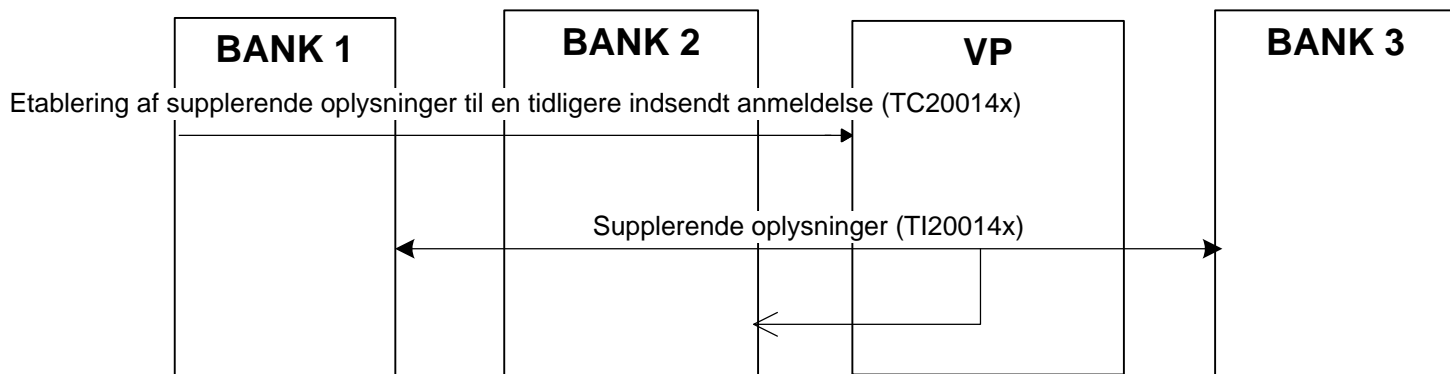 BANK 1
BANK 2
VP
BANK 3
Etablering af supplerende oplysninger til en tidligere indsendt anmeldelse (TC20014x)
Supplerende oplysninger (TI20014x)